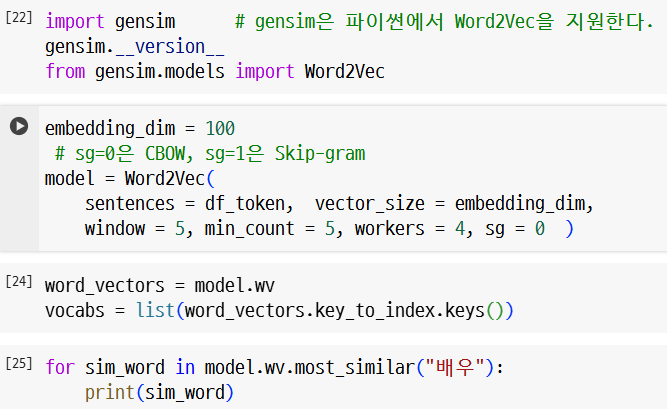 [22] import gensim      # gensim은 파이썬에서 Word2Vec을 지원한다.
gensim.__version__
from gensim.models import Word2Vec
embedding_dim = 100
 # sg=0은 CBOW, sg=1은 Skip-gram
model = Word2Vec(
    sentences = df_token,  vector_size = embedding_dim,
    window = 5, min_count = 5, workers = 4, sg = 0  )
[24] word_vectors = model.wv
vocabs = list(word_vectors.key_to_index.keys())
[25] for sim_word in model.wv.most_similar("배우"):
    print(sim_word)